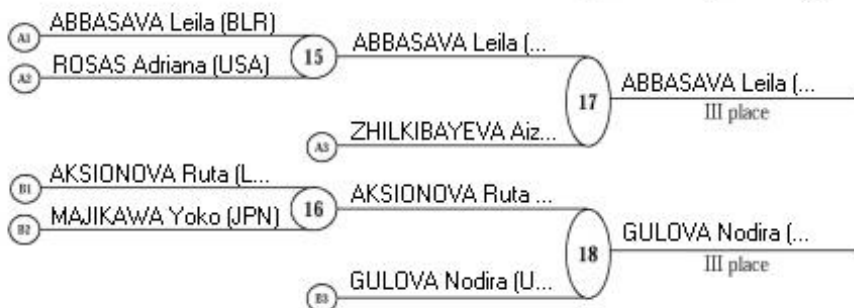 A1 ABBASAVA Leila (BLR)
15 ABBASAVA Leila (...
A2 ROSAS Adriana (USA)
17 ABBASAVA Leila (...
III place
A3 ZHILKIBAYEVA Aiz...
B1 AKSIONOVA Ruta (L...
16 AKSIONOVA Ruta ...
B2 MAJIKAWA Yoko (JPN)
18 GULOVA Nodira (...
III place
B3 GULOVA Nodira (U...